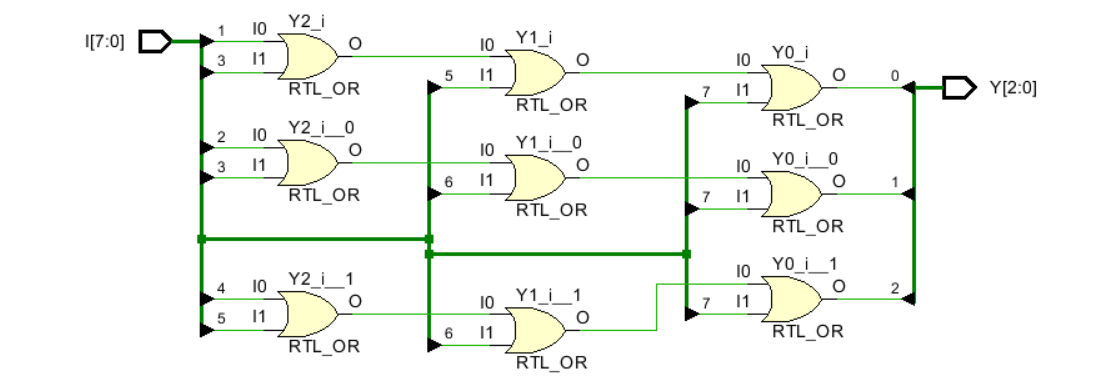 I[7:0]
1
3
I0
I1
Y2_i
O
RTL_OR
5
I0
I1
Y1_i
O
RTL_OR
7
I0
I1
Y0_i
O
RTL_OR
0
Y[2:0]
2
3
I0
I1
Y2_i__0
O
RTL_OR
6
I0
I1
Y1_i__0
O
RTL_OR
7
I0
I1
Y0_i__0
O
RTL_OR
1
4
5
I0
I1
Y2_i__1
O
RTL_OR
6
I0
I1
Y1_i__1
O
RTL_OR
7
I0
I1
Y0_i__1
O
RTL_OR
2